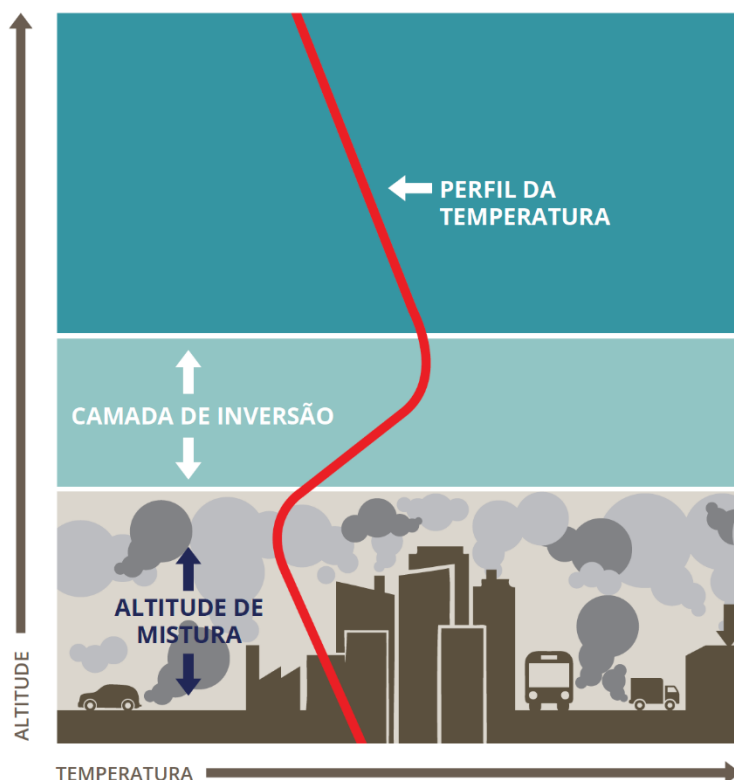 PERFIL DA
TEMPERATURA
CAMADA DE INVERSÃO
ALTITUDE DE
MISTURA
ALTITUDE
TEMPERATURA